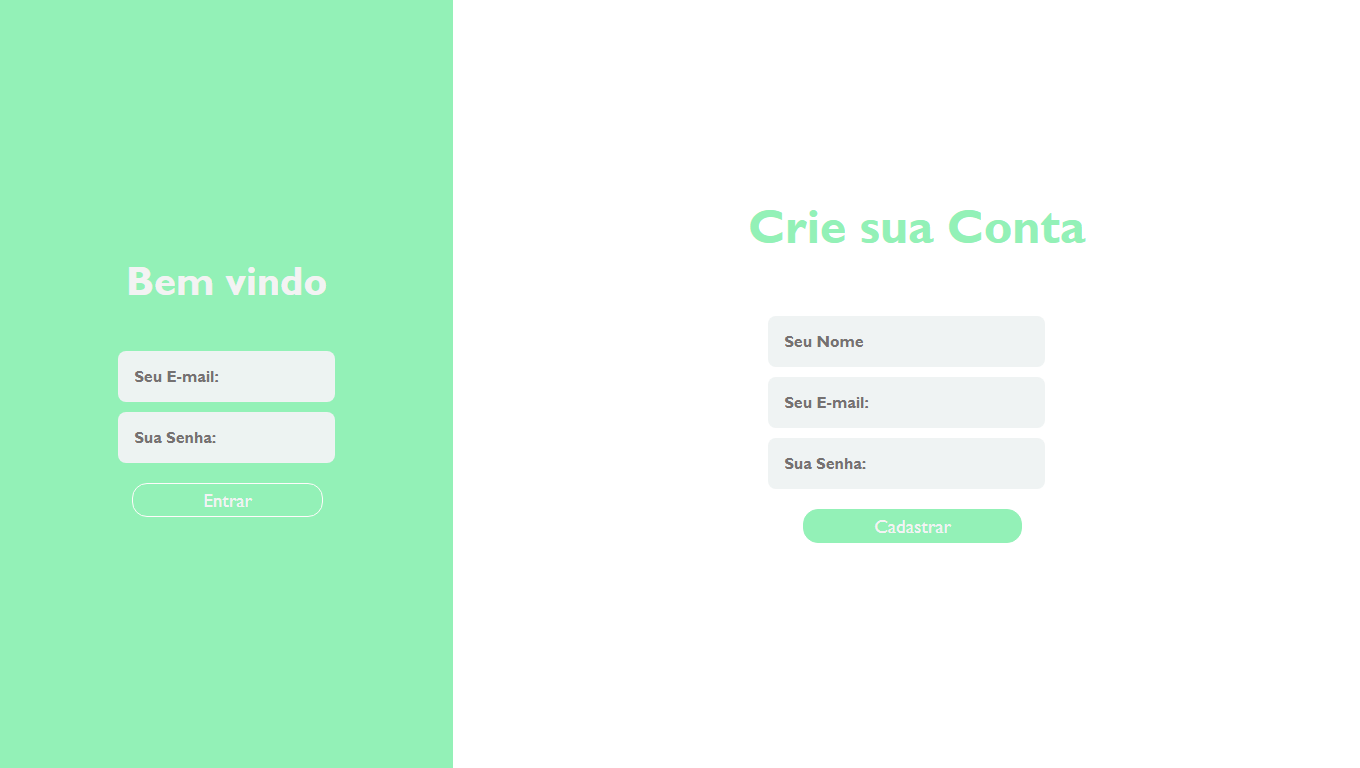 Bem vindo
Seu E-mail:
Sua Senha:
Entrar
Crie sua Conta
Seu Nome
Seu E-mail:
Sua Senha:
Cadastrar